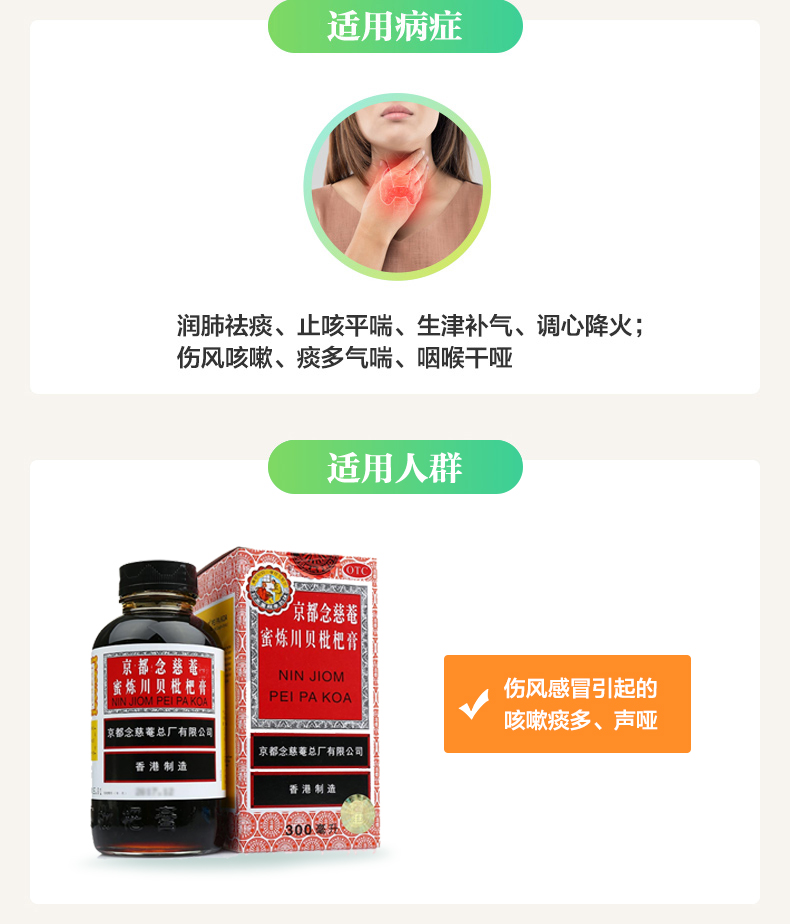 适用病症
润肺祛痰、止咳平喘、生津补气、调心降火；
伤风咳嗽、痰多气喘、咽喉干哑
适用人群
OTC
京都念慈菴
蜜炼川贝枇杷膏
NIN JIOM
PEI PA KOA
京都念慈菴总厂有限公司
香港制造
300毫升
京都念慈菴
蜜炼川贝枇杷膏
NIN JIOM PEI PA KOA
京都念慈菴总厂有限公司
香港制造
2017.12
伤风感冒引起的
咳嗽痰多、声哑